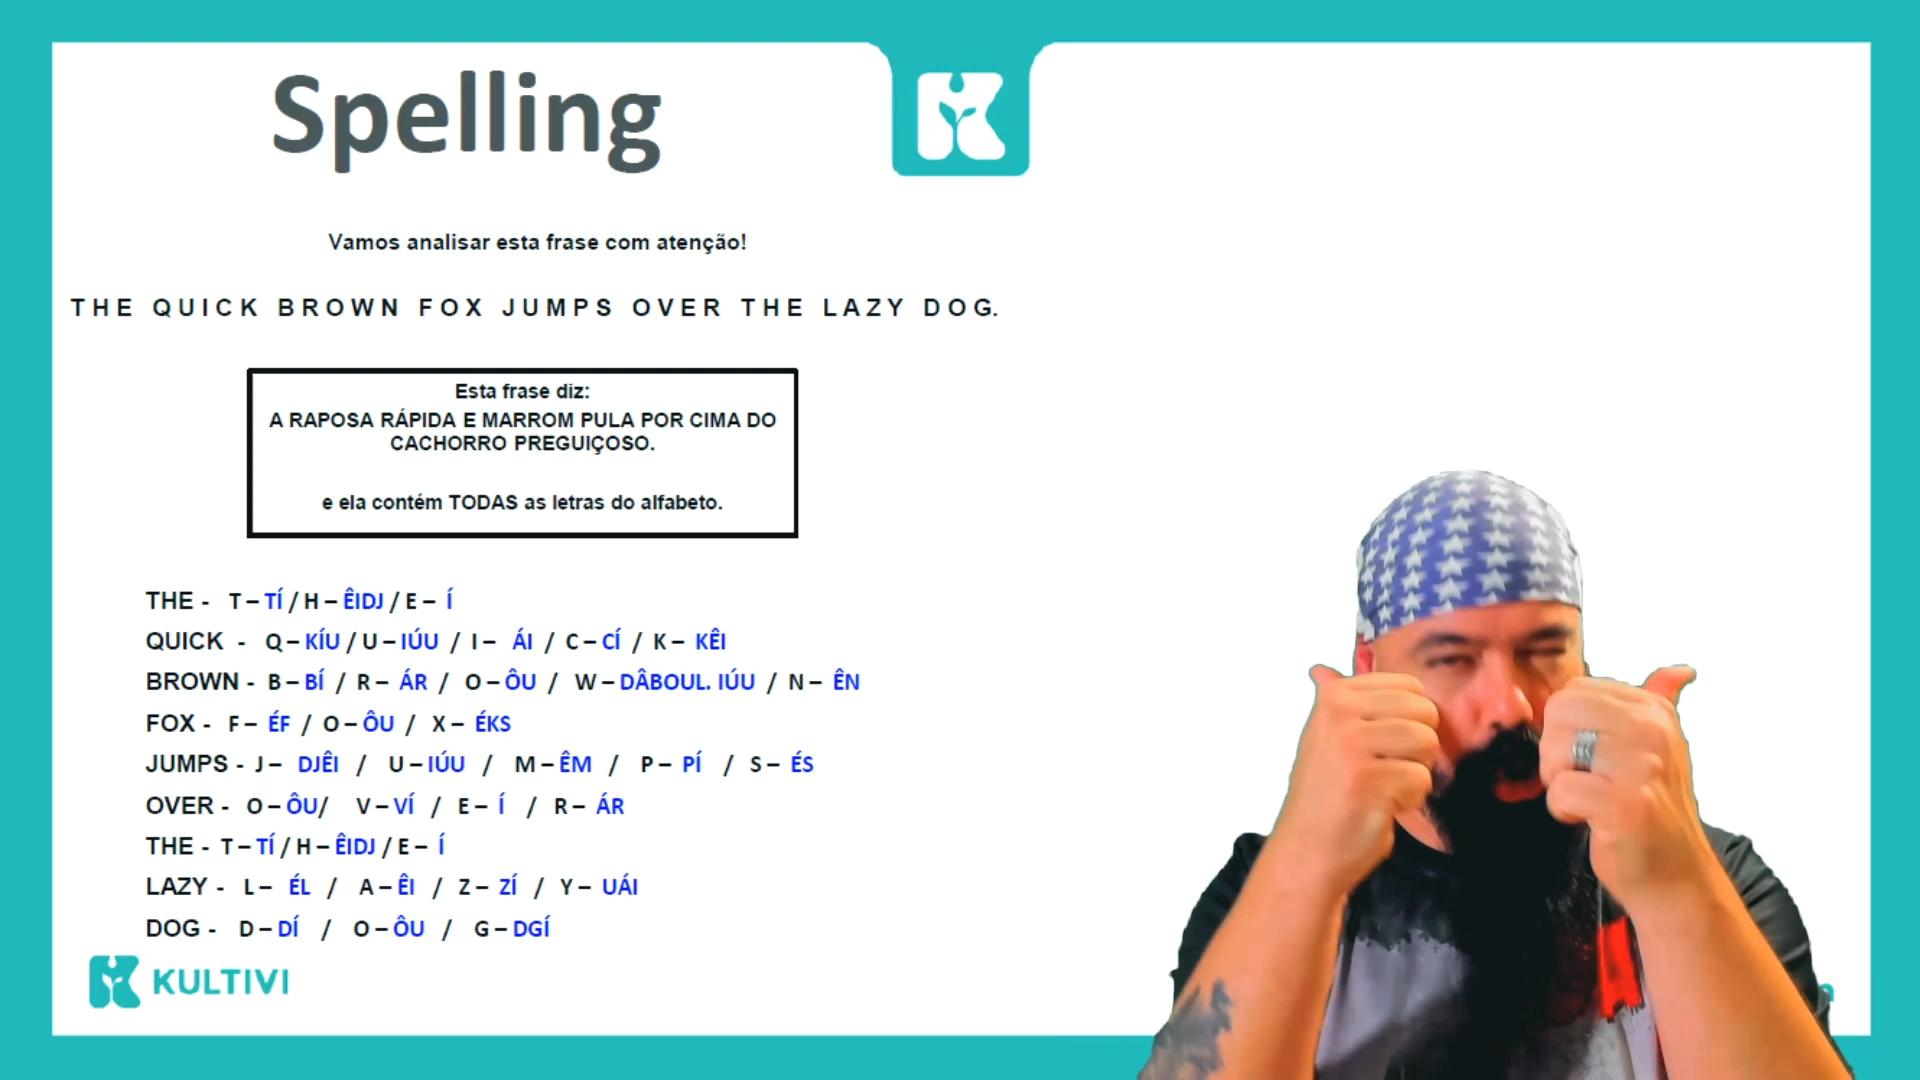 Spelling
Vamos analisar esta frase com atenção!
THE QUICK BROWN FOX JUMPS OVER THE LAZY DOG.
Esta frase diz:
A RAPOSA RÁPIDA E MARROM PULA POR CIMA DO
CACHORRO PREGUIÇOSO.
e ela contém TODAS as letras do alfabeto.
THE - T – TÍ / H – ÊIDJ / E – Í
QUICK - Q – KÍU / U – IÚU / I – ÁI / C – CÍ / K – KÊI
BROWN - B – BÍ / R – ÁR / O – ÔU / W – DÂBOUL. IÚU / N – ÊN
FOX - F – ÉF / O – ÔU / X – ÉKS
JUMPS - J – DJÊI / U – IÚU / M – ÊM / P – PÍ / S – ÉS
OVER - O – ÔU/ V – VÍ / E – Í / R – ÁR
THE - T – TÍ / H – ÊIDJ / E – Í
LAZY - L – ÉL / A – ÊI / Z – ZÍ / Y – UÁI
DOG - D – DÍ / O – ÔU / G – DGÍ
KULTIVI